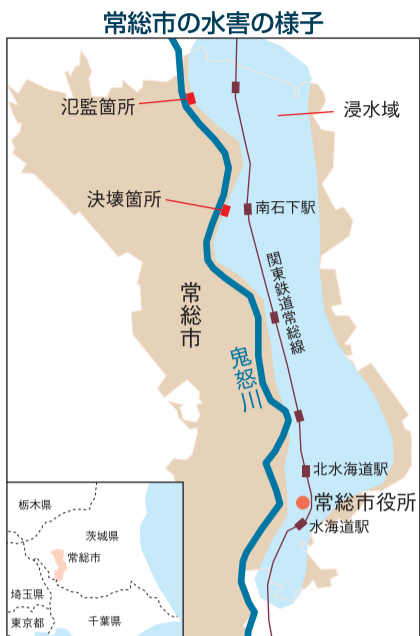 常総市の水害の様子
氾監箇所
浸水域
決壊箇所
南石下駅
関東鉄道常総線
常総市
鬼怒川
北水海道駅
常総市役所
水海道駅
栃木県
茨城県
常総市
埼玉県
東京都
千葉県